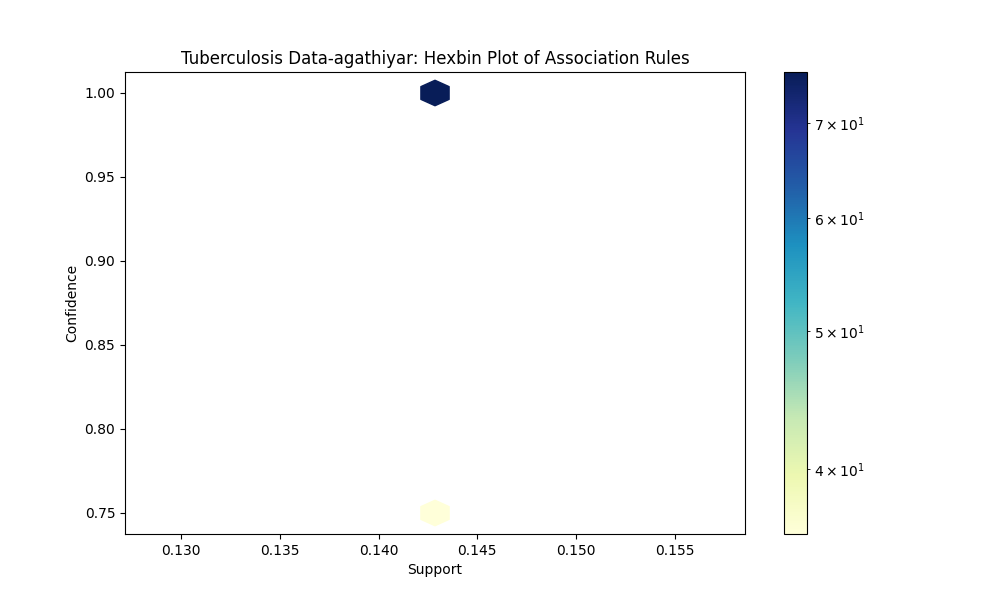 Tuberculosis Data-agathiyar: Hexbin Plot of Association Rules
1.00
0.95
0.90
0.85
0.80
0.75
Confidence
0.130 0.135 0.140 0.145 0.150 0.155
Support
7 × 10¹
6 × 10¹
5 × 10¹
4 × 10¹